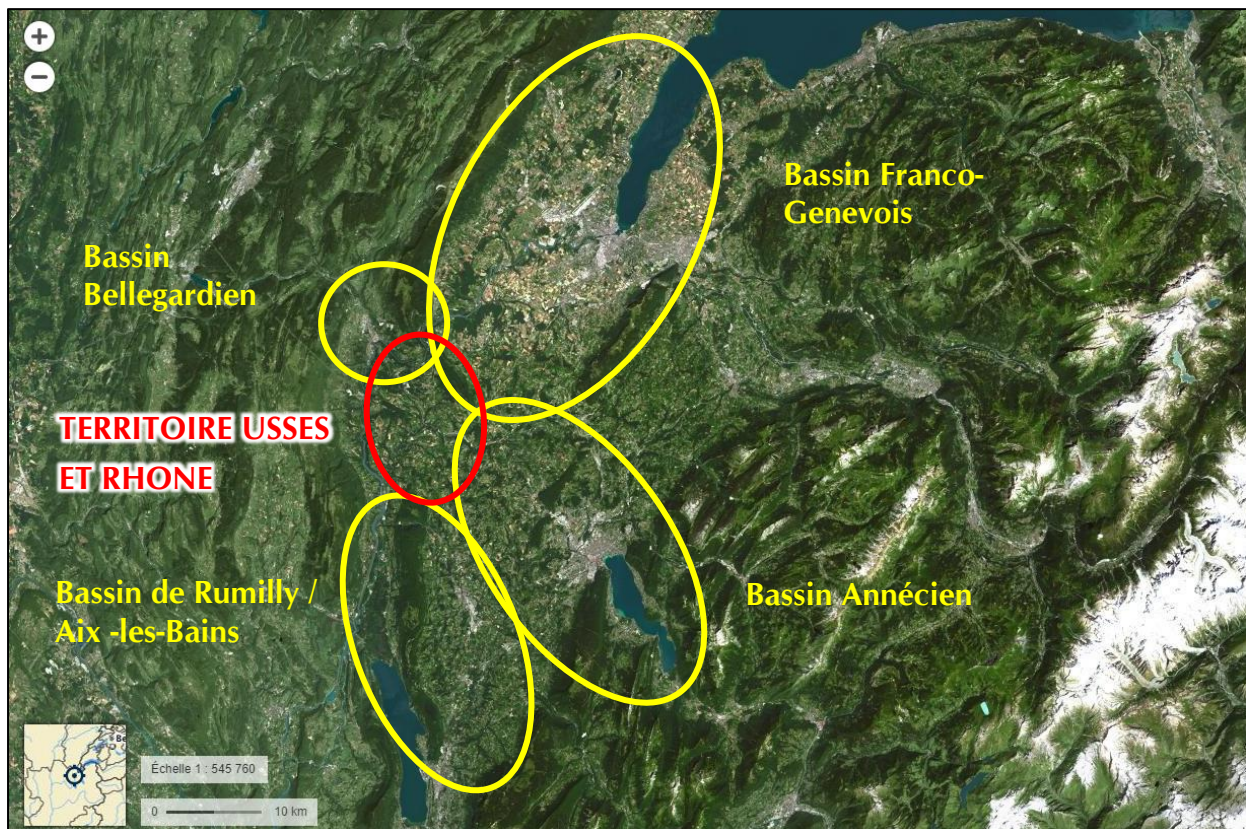 +
−
Bassin Franco-
Genevois
Bassin
Bellegardien
TERRITOIRE USSES
ET RHONE
Bassin de Rumilly /
Aix -les-Bains
Bassin Annécien
Échelle 1 : 545 760
0 10 km